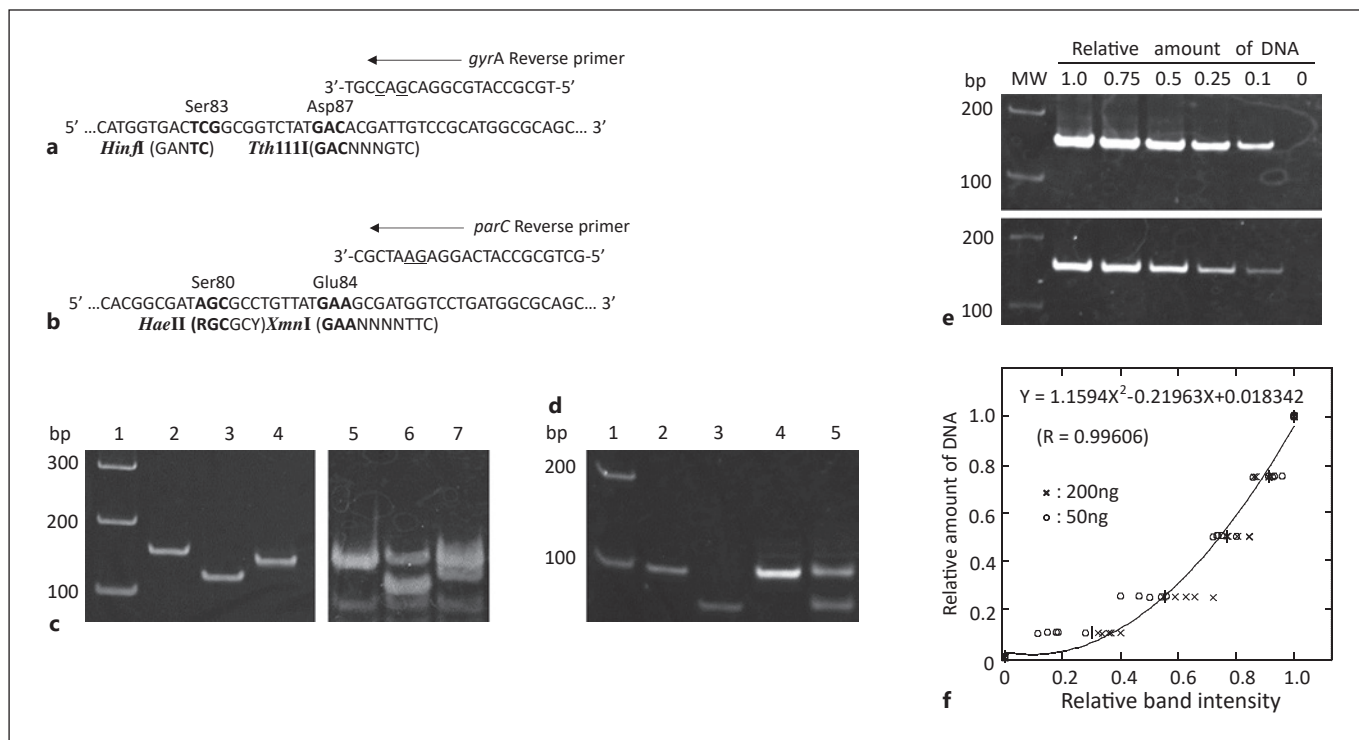 gyrA Reverse primer
3’-TGCCAGCAGGCGTACCGCGT-5’
Ser83 Asp87
5’ ...CATGGTGACTCGGCGGTCTATGACACGATTGTCCGCATGGCGCAGC... 3’
a HinfI (GANTC) Tth111I(GACNNNGTC)
parC Reverse primer
3’-CGCTAAGAGGACTACCGCGTCG-5’
Ser80 Glu84
5’ ...CACGGCGATAGCGCCTGTTATGAAGCGATGGTCCTGATGGCGCAGC... 3’
b HaeII (RGCGCY)XmnI (GAANNNNTTC)
bp 1 2 3 4 5 6 7
300
200
100
c
d
bp 1 2 3 4 5
200
100
Relative amount of DNA
bp MW 1.0 0.75 0.5 0.25 0.1 0
200
100
200
100
e
Y = 1.1594X²-0.21963X+0.018342
(R = 0.99606)
x : 200ng
o : 50ng
Relative amount of DNA
1.0
0.8
0.6
0.4
0.2
0
0 0.2 0.4 0.6 0.8 1.0
f Relative band intensity